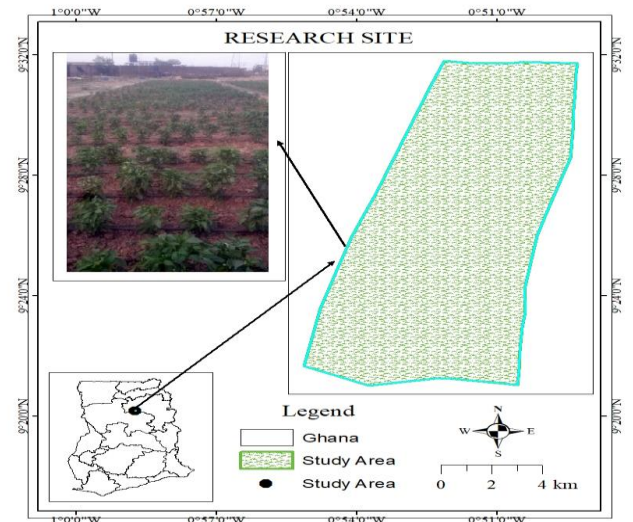 1°0'0"W 0°57'0"W 0°54'0"W 0°51'0"W
RESEARCH SITE
9°32'0"N 9°32'0"N
9°28'0"N 9°28'0"N
9°24'0"N 9°24'0"N
9°20'0"N 9°20'0"N
Legend
Ghana
Study Area
Study Area
N
W E
S
0 2 4 km
1°0'0"W 0°57'0"W 0°54'0"W 0°51'0"W